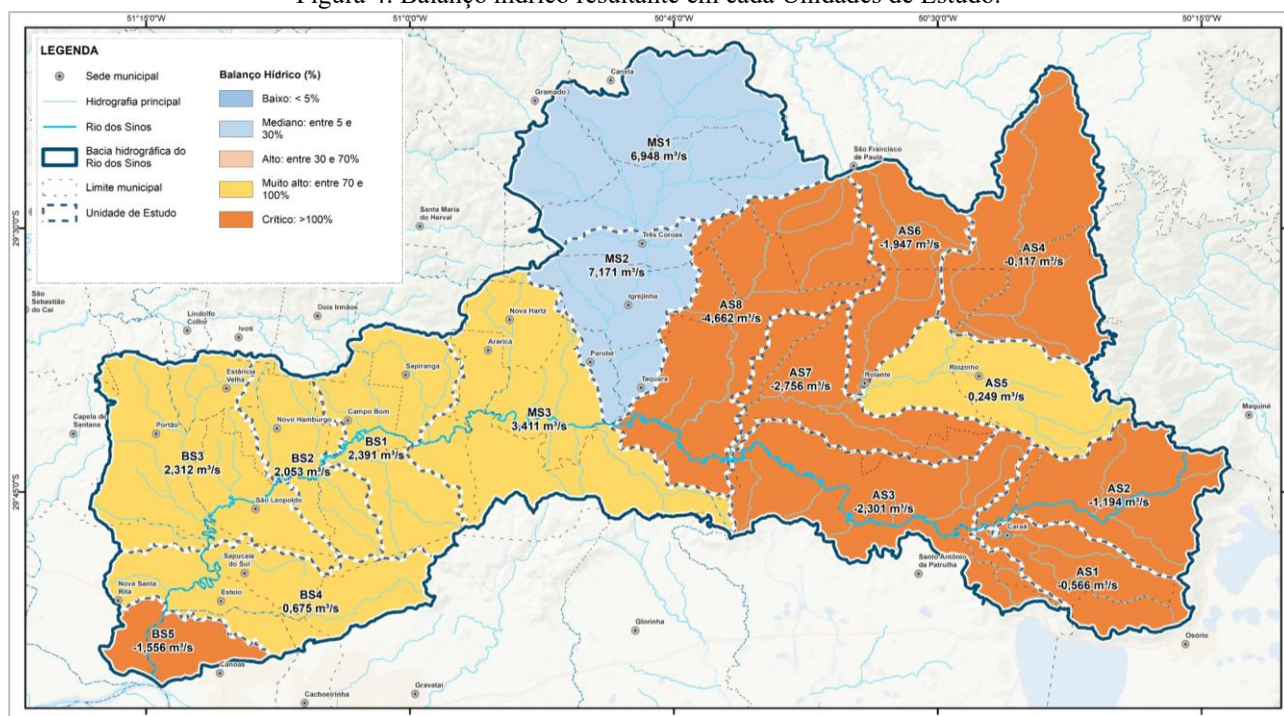 Figura 4. Balanço hídrico resultante em cada Unidades de Estudo.
51°15'0"W
51°0'0"W
50°45'0"W
50°30'0"W
50°15'0"W
LEGENDA
Sede municipal
Hidrografia principal
Rio dos Sinos
Bacia hidrográfica do
Rio dos Sinos
Limite municipal
Unidade de Estudo
Balanço Hídrico (%)
Baixo: < 5%
Mediano: entre 5 e
30%
Alto: entre 30 e 70%
Muito alto: entre 70 e
100%
Crítico: >100%
29°30'0"S
29°45'0"S
Canela
Gramado
MS1
6,948 m³/s
São Francisco
de Paula
Santa Maria
do Herval
Três Coroas
AS6
-1,947 m³/s
AS4
-0,117 m³/s
MS2
7,171 m³/s
Igrejinha
AS8
-4,662 m³/s
São
Sebastião
do Caí
Lindolfo
Collor
Ivoti
Dois Irmãos
Nova Hartz
Araricá
Parobé
Taquara
AS7
-2,756 m³/s
Rolante
Riozinho
AS5
0,249 m³/s
Estância
Velha
Sapiranga
Maquiné
Capela de
Santana
Portão
Novo Hamburgo
Campo Bom
MS3
3,411 m³/s
BS1
2,391 m³/s
BS2
2,053 m³/s
BS3
2,312 m³/s
São Leopoldo
AS3
-2,301 m³/s
AS2
-1,194 m³/s
Caraá
Santo Antônio
da Patrulha
AS1
-0,566 m³/s
Sapucaia
do Sul
Nova Santa
Rita
Esteio
BS4
0,675 m³/s
BS5
-1,556 m³/s
Glorinha
Osório
Canoas
Cachoeirinha
Gravataí